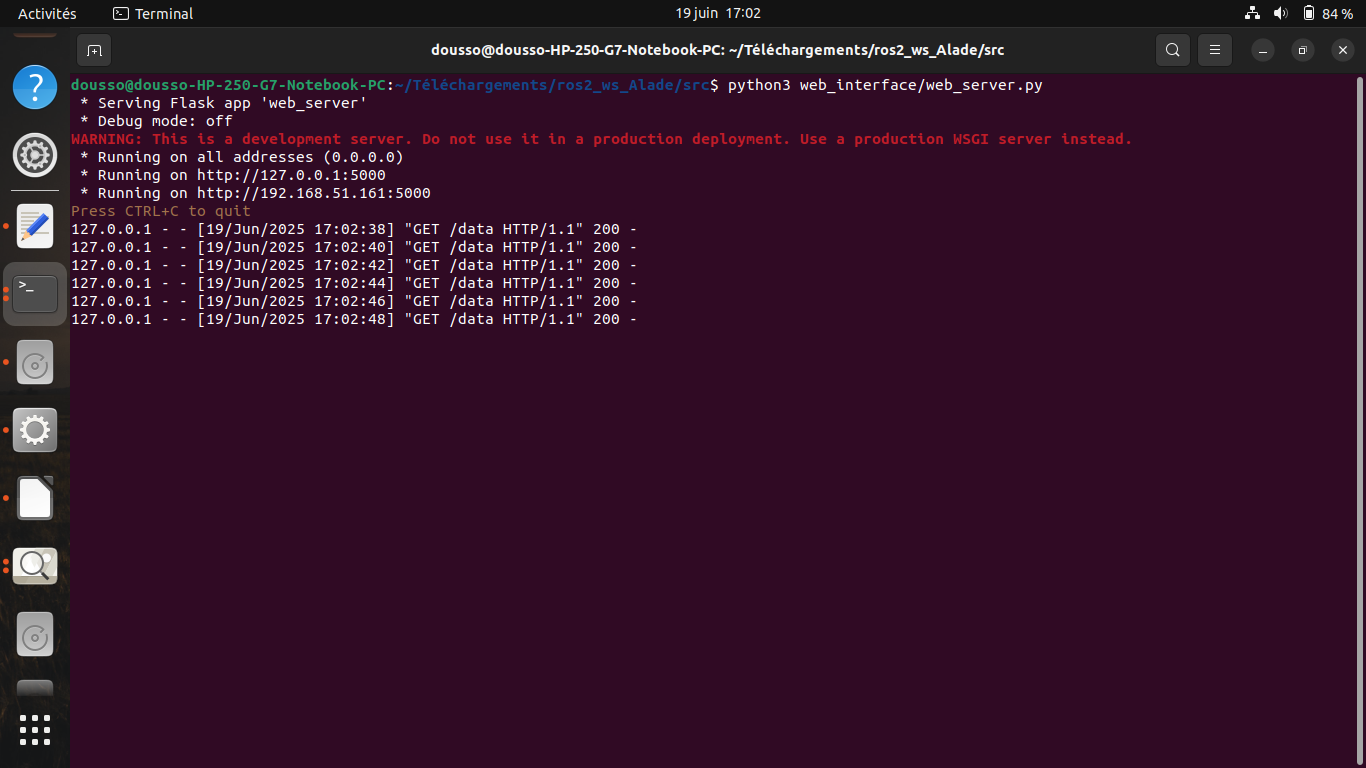 Activités
Terminal
19 juin 17:02
84 %
dousso@dousso-HP-250-G7-Notebook-PC: ~/Téléchargements/ros2_ws_Alade/src
dousso@dousso-HP-250-G7-Notebook-PC:~/Téléchargements/ros2_ws_Alade/src$ python3 web_interface/web_server.py
 * Serving Flask app 'web_server'
 * Debug mode: off
WARNING: This is a development server. Do not use it in a production deployment. Use a production WSGI server instead.
 * Running on all addresses (0.0.0.0)
 * Running on http://127.0.0.1:5000
 * Running on http://192.168.51.161:5000
Press CTRL+C to quit
127.0.0.1 - - [19/Jun/2025 17:02:38] "GET /data HTTP/1.1" 200 -
127.0.0.1 - - [19/Jun/2025 17:02:40] "GET /data HTTP/1.1" 200 -
127.0.0.1 - - [19/Jun/2025 17:02:42] "GET /data HTTP/1.1" 200 -
127.0.0.1 - - [19/Jun/2025 17:02:44] "GET /data HTTP/1.1" 200 -
127.0.0.1 - - [19/Jun/2025 17:02:46] "GET /data HTTP/1.1" 200 -
127.0.0.1 - - [19/Jun/2025 17:02:48] "GET /data HTTP/1.1" 200 -